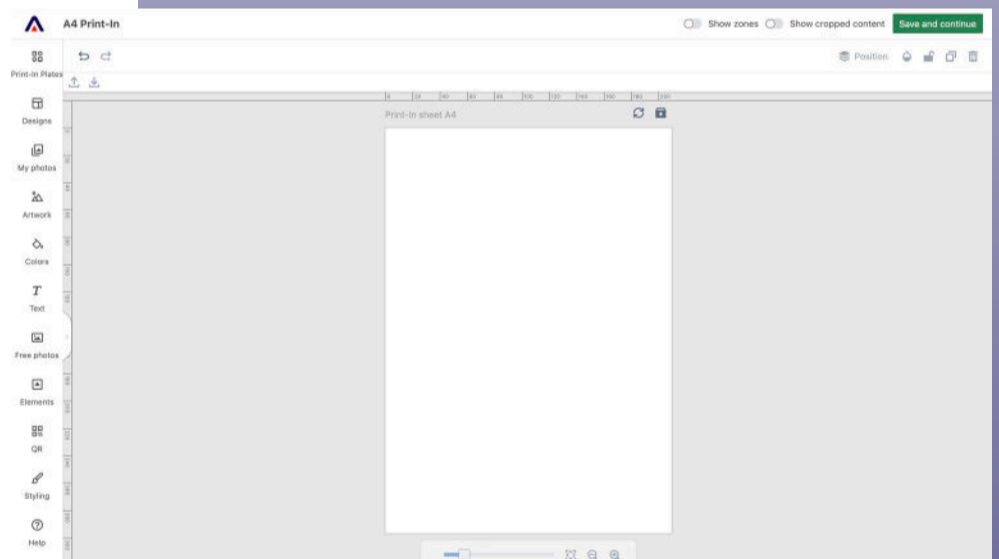 A4 Print-In
Show zones
Show cropped content
Save and continue
Position
Print-in Plates
Designs
My photos
Artwork
Colors
Text
Free photos
Elements
QR
Styling
Help
Print-in sheet A4